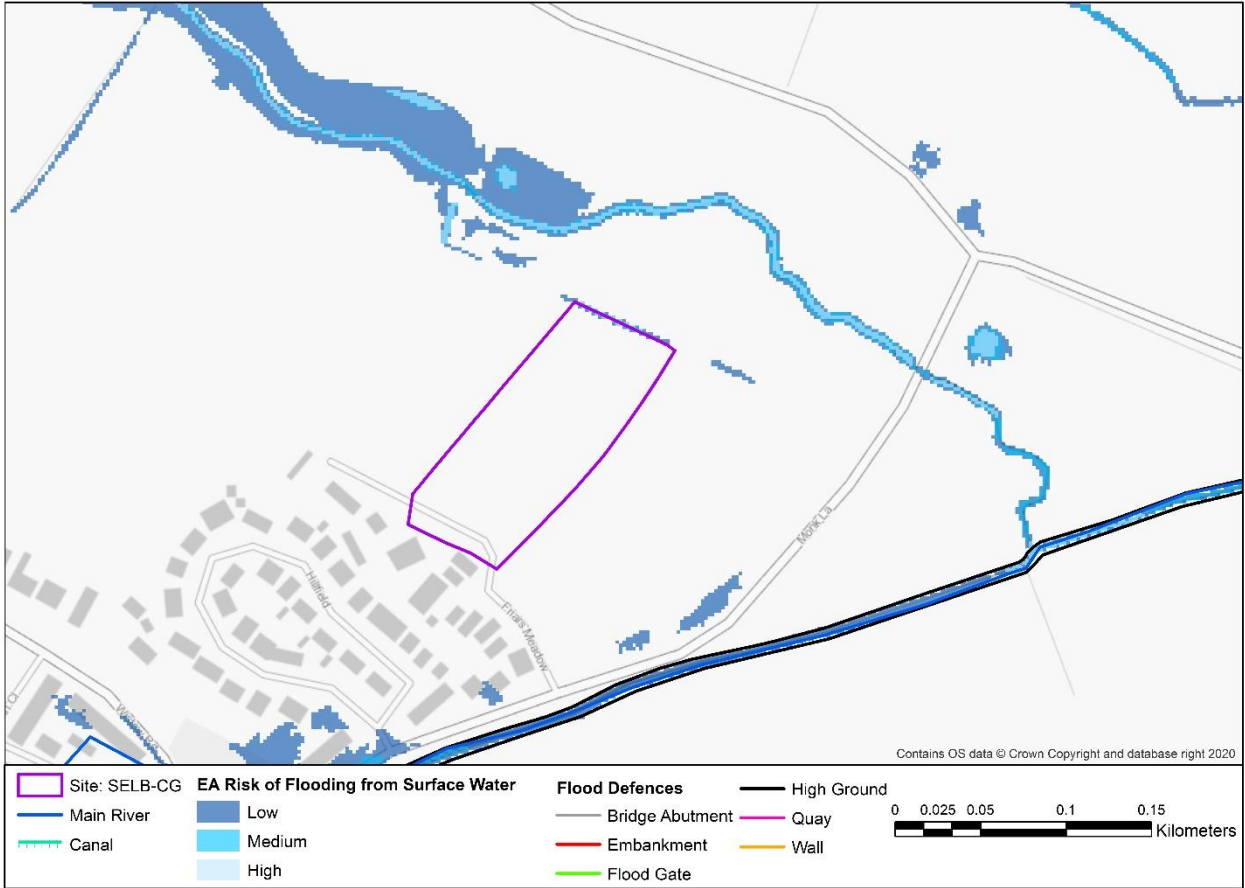 Hillfield
Friars Meadow
Monk La
Contains OS data © Crown Copyright and database right 2020
Site: SELB-CG
Main River
Canal
EA Risk of Flooding from Surface Water
Low
Medium
High
Flood Defences
Bridge Abutment
Embankment
Flood Gate
High Ground
Quay
Wall
0 0.025 0.05 0.1 0.15
Kilometers